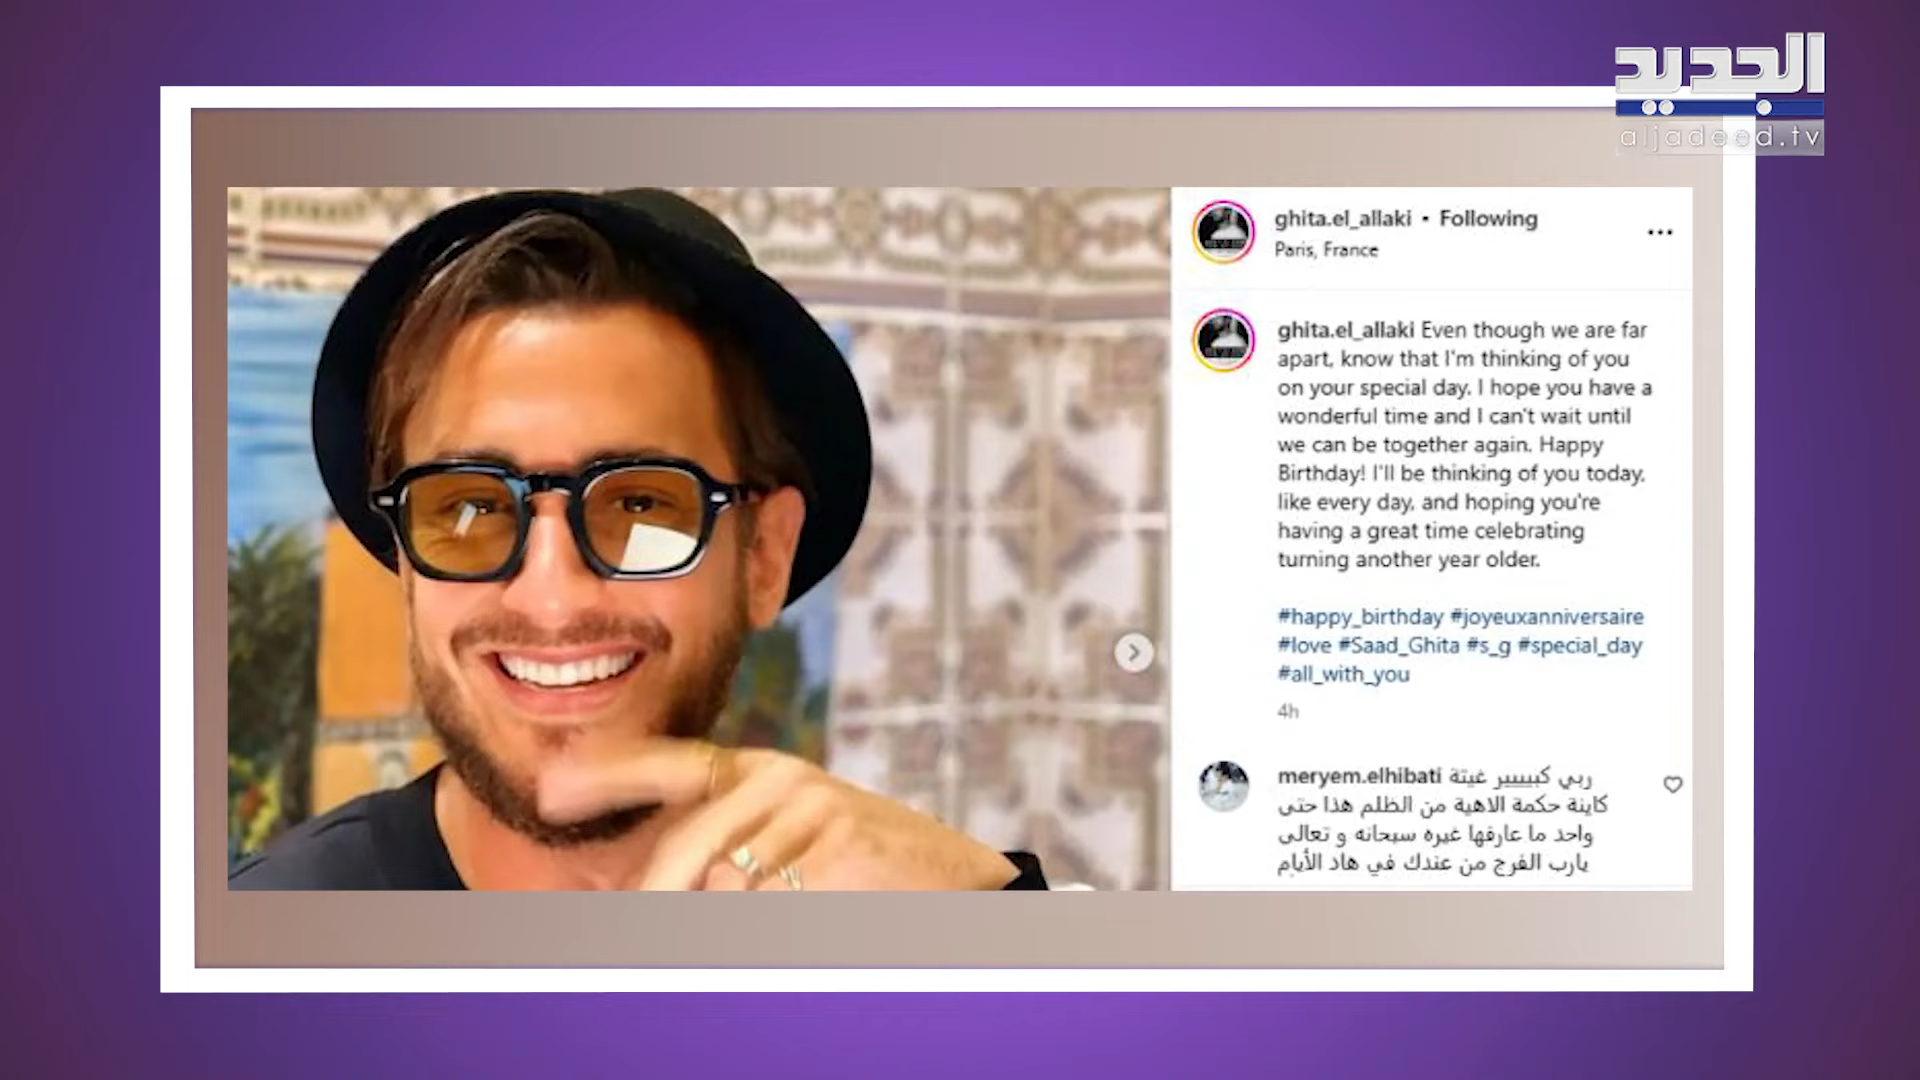 الجديد
aljadeed.tv
ghita.el_allaki • Following
Paris, France
ghita.el_allaki Even though we are far
apart, know that I'm thinking of you
on your special day. I hope you have a
wonderful time and I can't wait until
we can be together again. Happy
Birthday! I'll be thinking of you today,
like every day, and hoping you're
having a great time celebrating
turning another year older.
#happy_birthday #joyeuxanniversaire
#love #Saad_Ghita #s_g #special_day
#all_with_you
4h
meryem.elhibati ربي كبيييير غيتة
كاينة حكمة الاهية من الظلم هذا حتى
واحد ما عارفها غيره سبحانه و تعالى
يارب الفرج من عندك في هاد الأيام